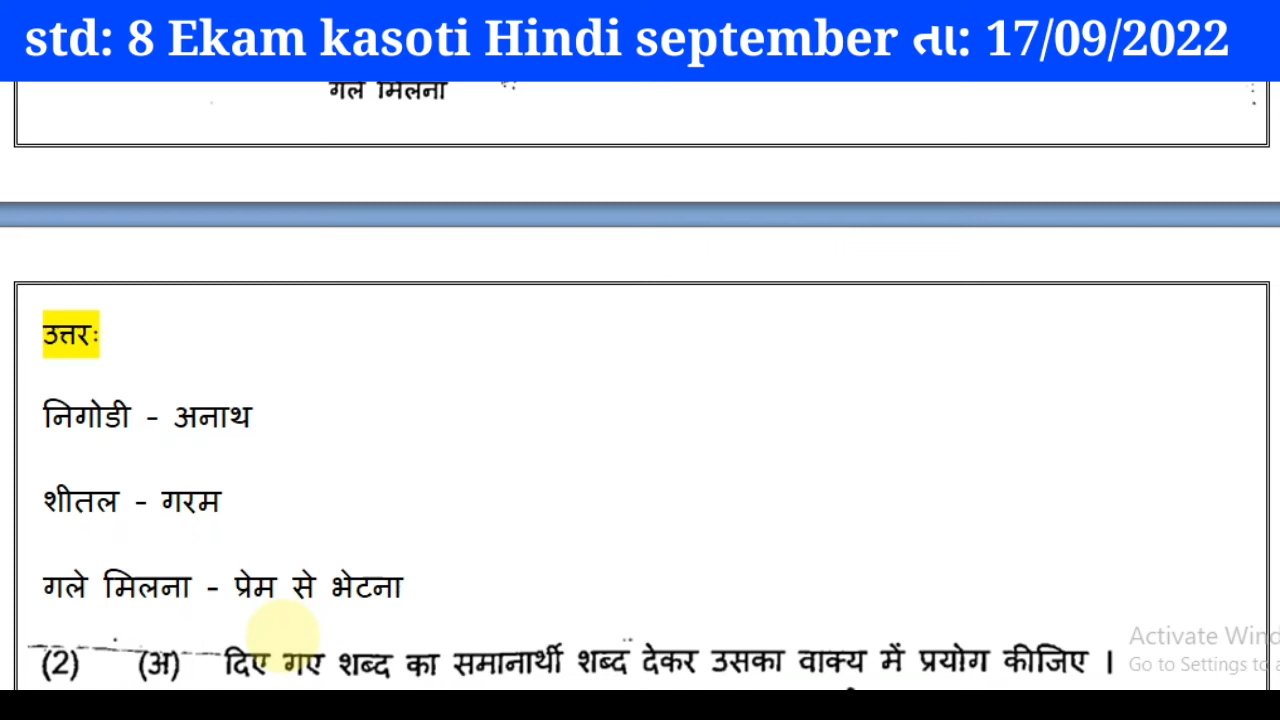 std: 8 Ekam kasoti Hindi september તા: 17/09/2022
गले मिलना
उत्तरः
निगोडी - अनाथ
शीतल - गरम
गले मिलना - प्रेम से भेटना
(2) (अ) दिए गए शब्द का समानार्थी शब्द देकर उसका वाक्य में प्रयोग कीजिए ।
Activate Wind
Go to Settings to a